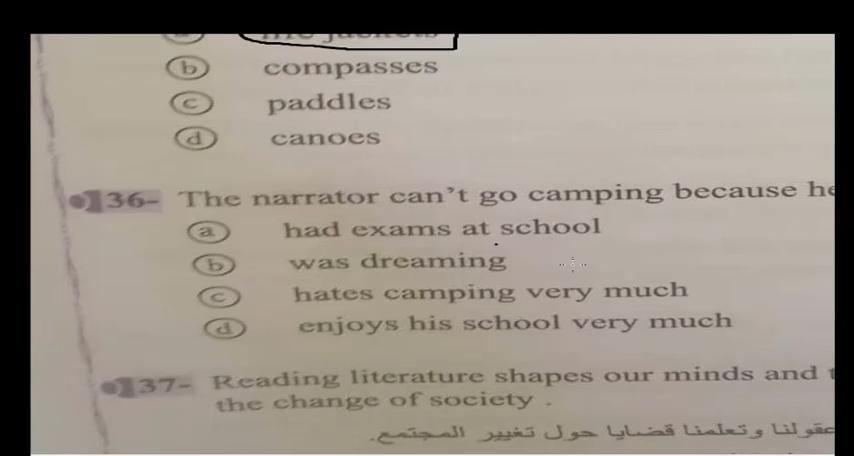 b compasses
c paddles
d canoes
36- The narrator can't go camping because he
a had exams at school
b was dreaming
c hates camping very much
d enjoys his school very much
37- Reading literature shapes our minds and
the change of society .
عقولنا وتعلمنا قضايا حول تغيير المجتمع.